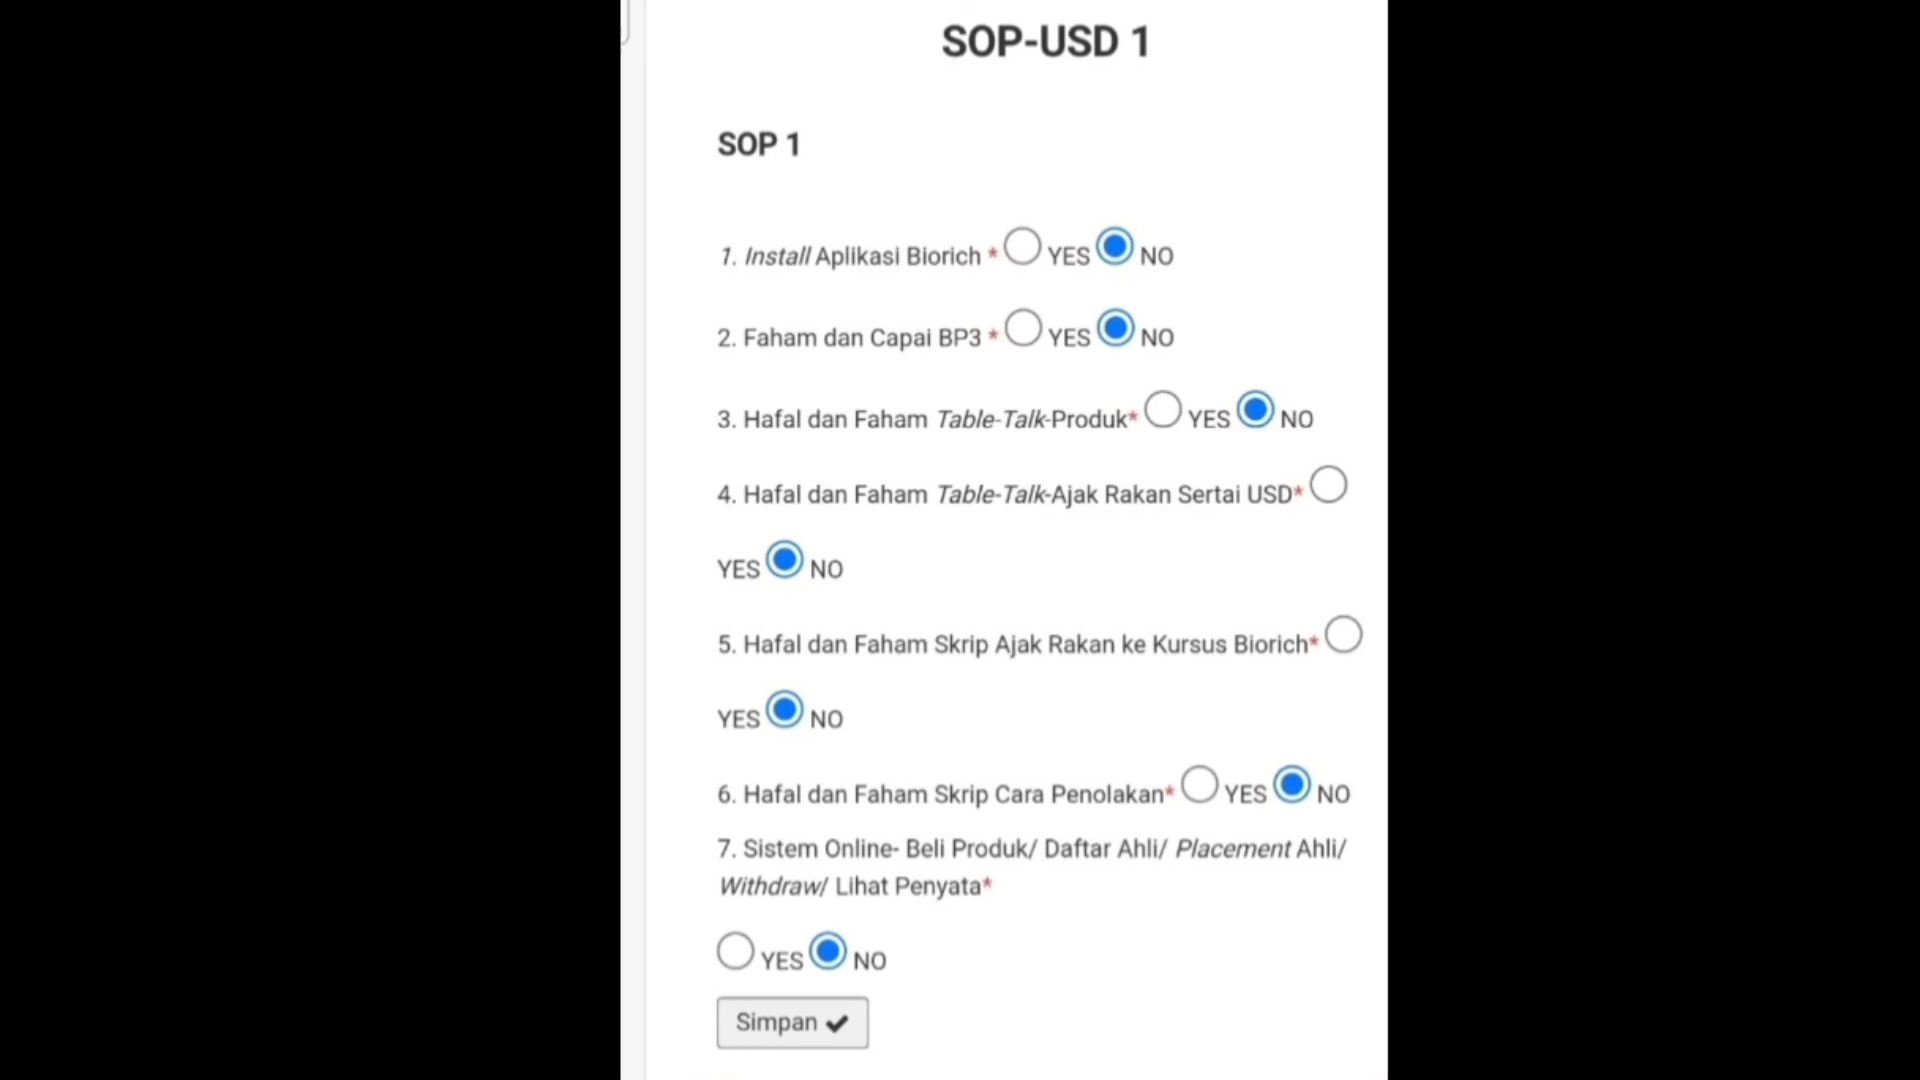 SOP-USD 1
SOP 1
1. Install Aplikasi Biorich * YES NO
2. Faham dan Capai BP3 * YES NO
3. Hafal dan Faham Table-Talk-Produk* YES NO
4. Hafal dan Faham Table-Talk-Ajak Rakan Sertai USD*
YES NO
5. Hafal dan Faham Skrip Ajak Rakan ke Kursus Biorich*
YES NO
6. Hafal dan Faham Skrip Cara Penolakan* YES NO
7. Sistem Online- Beli Produk/ Daftar Ahli/ Placement Ahli/
Withdraw/ Lihat Penyata*
YES NO
Simpan